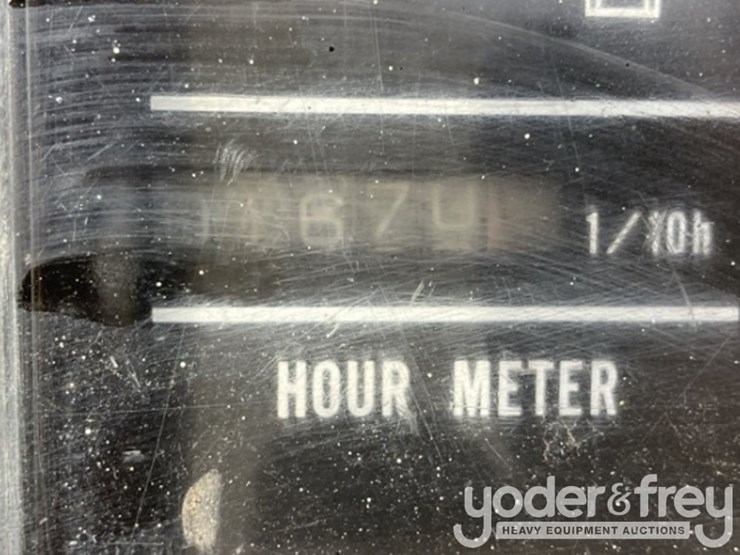 674
1/10h
HOUR METER
yoder&frey
HEAVY EQUIPMENT AUCTIONS